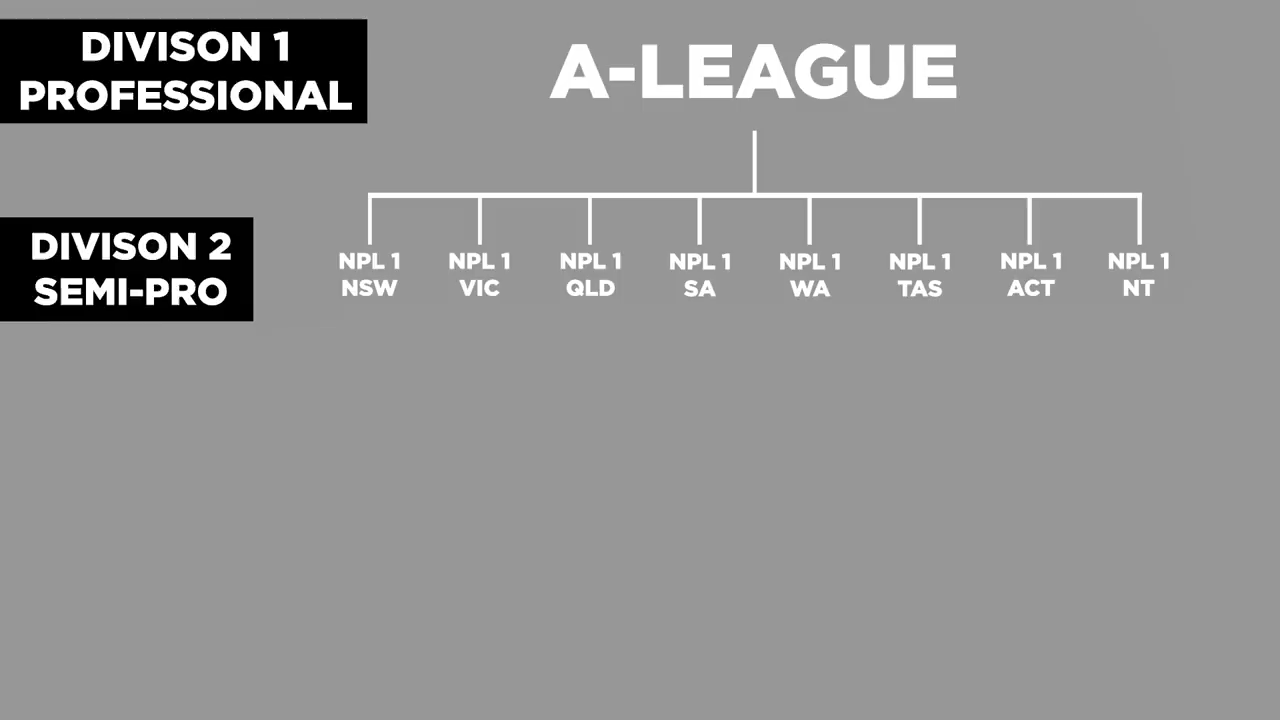 DIVISON 1
PROFESSIONAL
A-LEAGUE
DIVISON 2
SEMI-PRO
NPL 1
NSW
NPL 1
VIC
NPL 1
QLD
NPL 1
SA
NPL 1
WA
NPL 1
TAS
NPL 1
ACT
NPL 1
NT